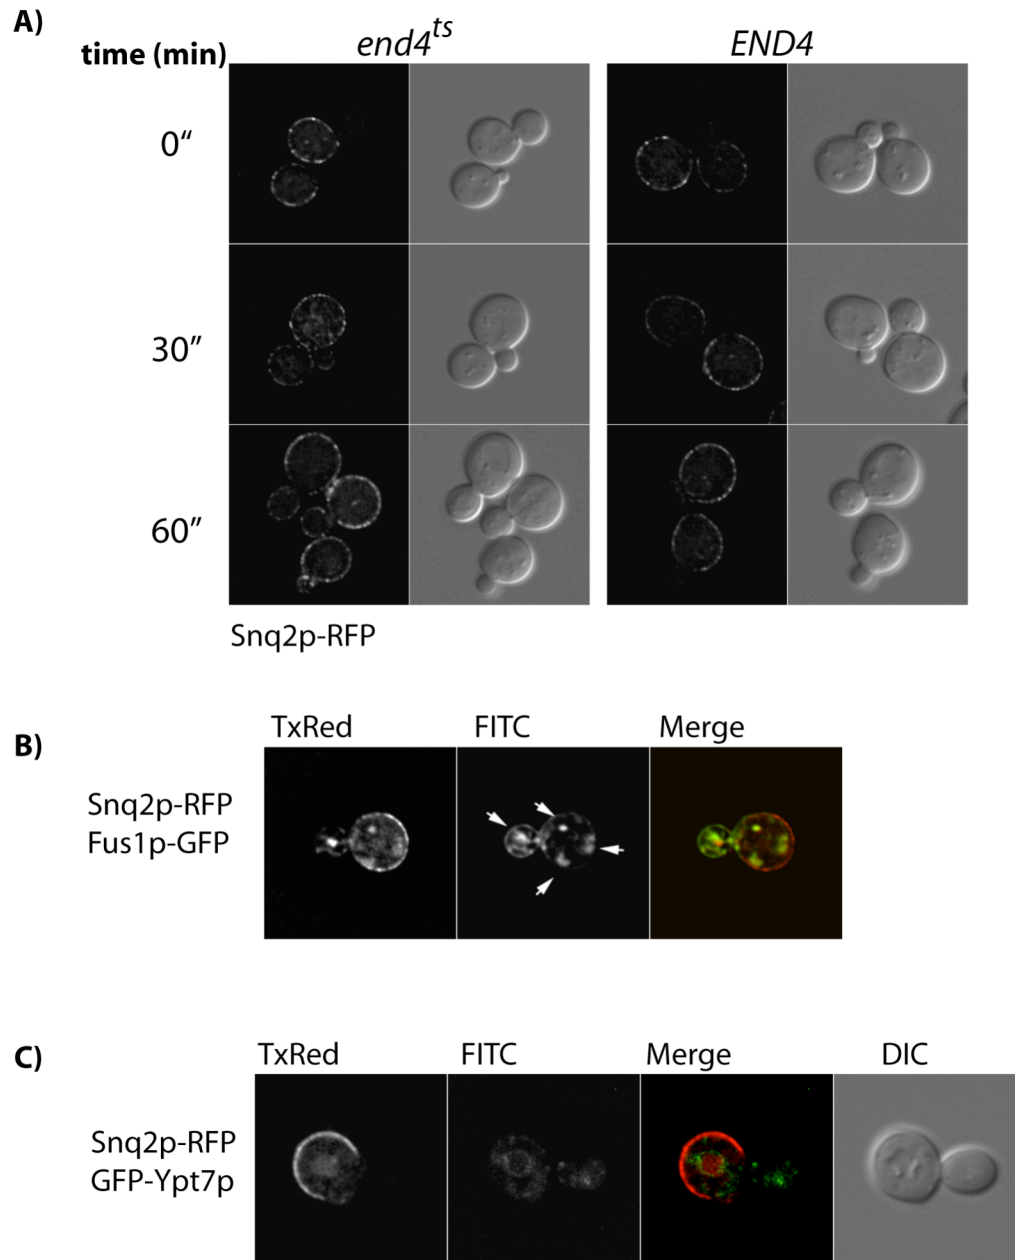 A)
time (min)
end4ts
END4
0“
30”
60”
Snq2p-RFP
B)
TxRed
FITC
Merge
Snq2p-RFP
Fus1p-GFP
C)
TxRed
FITC
Merge
DIC
Snq2p-RFP
GFP-Ypt7p